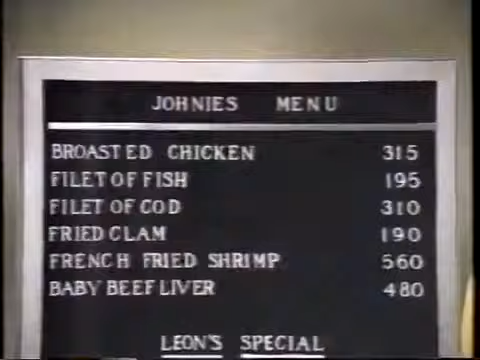 JOHNIES MENU
BROASTED CHICKEN 315
FILET OF FISH 195
FILET OF COD 310
FRIED CLAM 190
FRENCH FRIED SHRIMP 560
BABY BEEF LIVER 480
LEON'S SPECIAL